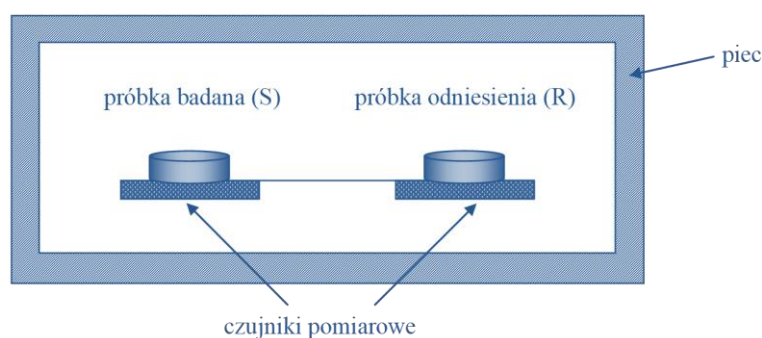 piec
próbka badana (S)
próbka odniesienia (R)
czujniki pomiarowe